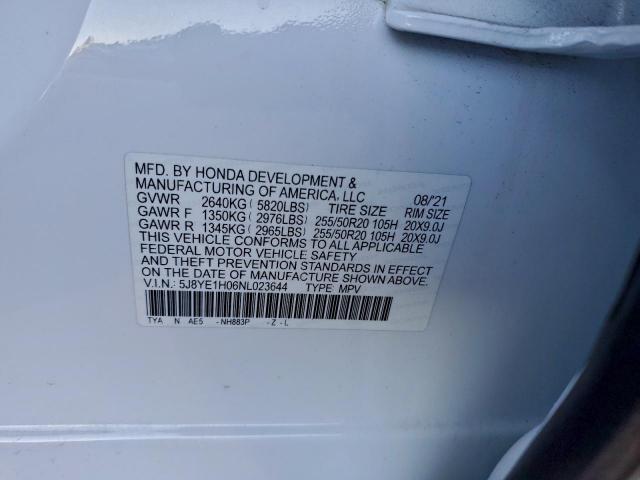 MFD. BY HONDA DEVELOPMENT &
MANUFACTURING OF AMERICA, LLC 08/21
GVWR 2640KG (5820LBS) TIRE SIZE RIM SIZE
GAWR F 1350KG (2976LBS) 255/50R20 105H 20X9.0J
GAWR R 1345KG (2965LBS) 255/50R20 105H 20X9.0J
THIS VEHICLE CONFORMS TO ALL APPLICABLE
FEDERAL MOTOR VEHICLE SAFETY
AND THEFT PREVENTION STANDARDS IN EFFECT
ON THE DATE OF MANUFACTURE SHOWN ABOVE.
V.I.N.: 5J8YE1H06NL023644 TYPE: MPV
TYA N AE5 -NH883P -Z -L